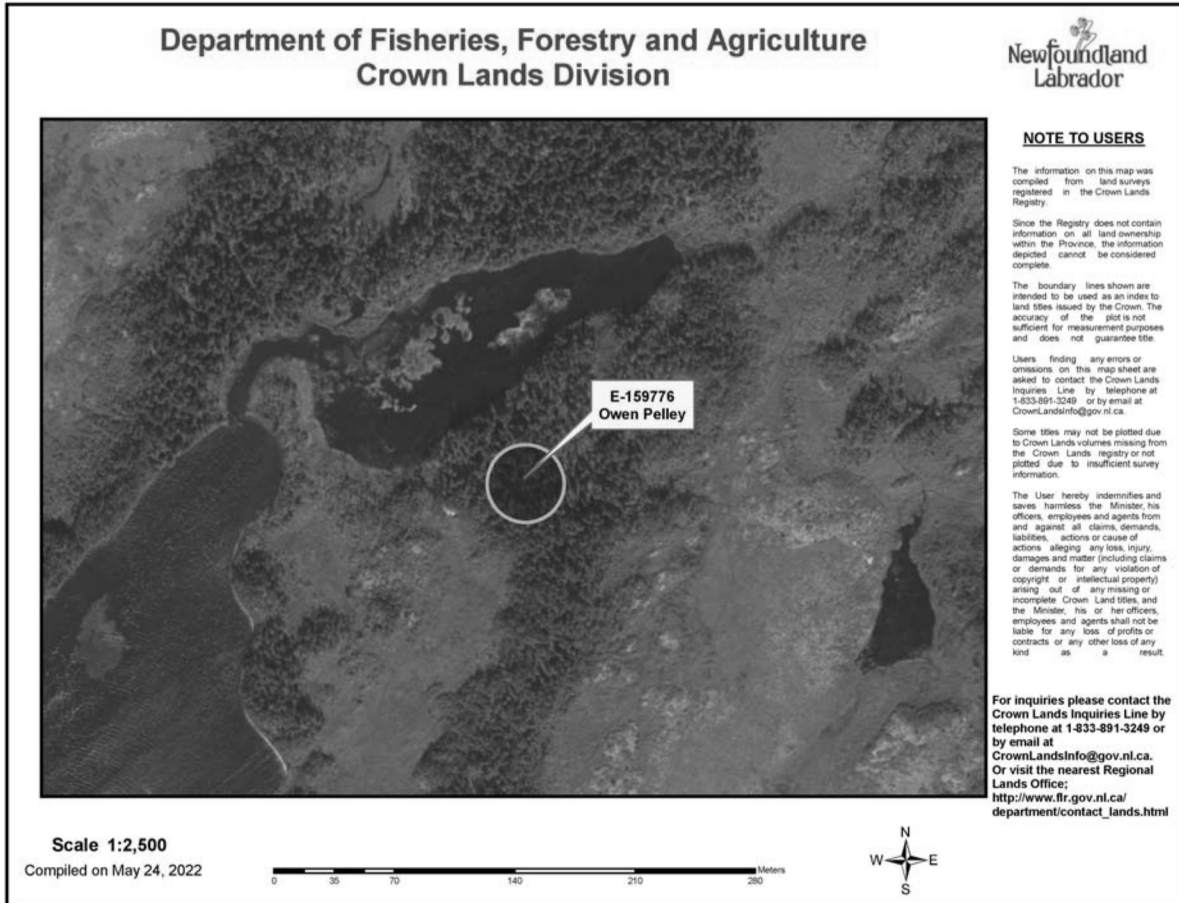 Department of Fisheries, Forestry and Agriculture
Crown Lands Division
Newfoundland
Labrador
NOTE TO USERS
The information on this map was
compiled from land surveys
registered in the Crown Lands
Registry.
Since the Registry does not contain
information on all land ownership
within the Province, the information
depicted cannot be considered
complete.
The boundary lines shown are
intended to be used as an index to
land titles issued by the Crown. The
accuracy of the plot is not
sufficient for measurement purposes
and does not guarantee title.
Users finding any errors or
omissions on this map sheet are
asked to contact the Crown Lands
Inquiries Line by telephone at
1-833-891-3249 or by email at
CrownLandsInfo@gov.nl.ca.
Some titles may not be plotted due
to Crown Lands volumes missing from
the Crown Lands registry or not
plotted due to insufficient survey
information.
The User hereby indemnifies and
saves harmless the Minister, his
officers, employees and agents from
and against all claims, demands,
liabilities, actions or cause of
actions alleging any loss, injury,
damages and matter (including claims
or demands for any violation of
copyright or intellectual property)
arising out of any missing or
incomplete Crown Land titles, and
the Minister, his or her officers,
employees and agents shall not be
liable for any loss of profits or
contracts or any other loss of any
kind as a result.
E-159776
Owen Pelley
For inquiries please contact the
Crown Lands Inquiries Line by
telephone at 1-833-891-3249 or
by email at
CrownLandsInfo@gov.nl.ca.
Or visit the nearest Regional
Lands Office;
http://www.flr.gov.nl.ca/
department/contact_lands.html
Scale 1:2,500
Compiled on May 24, 2022
Meters
0 35 70 140 210 280
N
W E
S